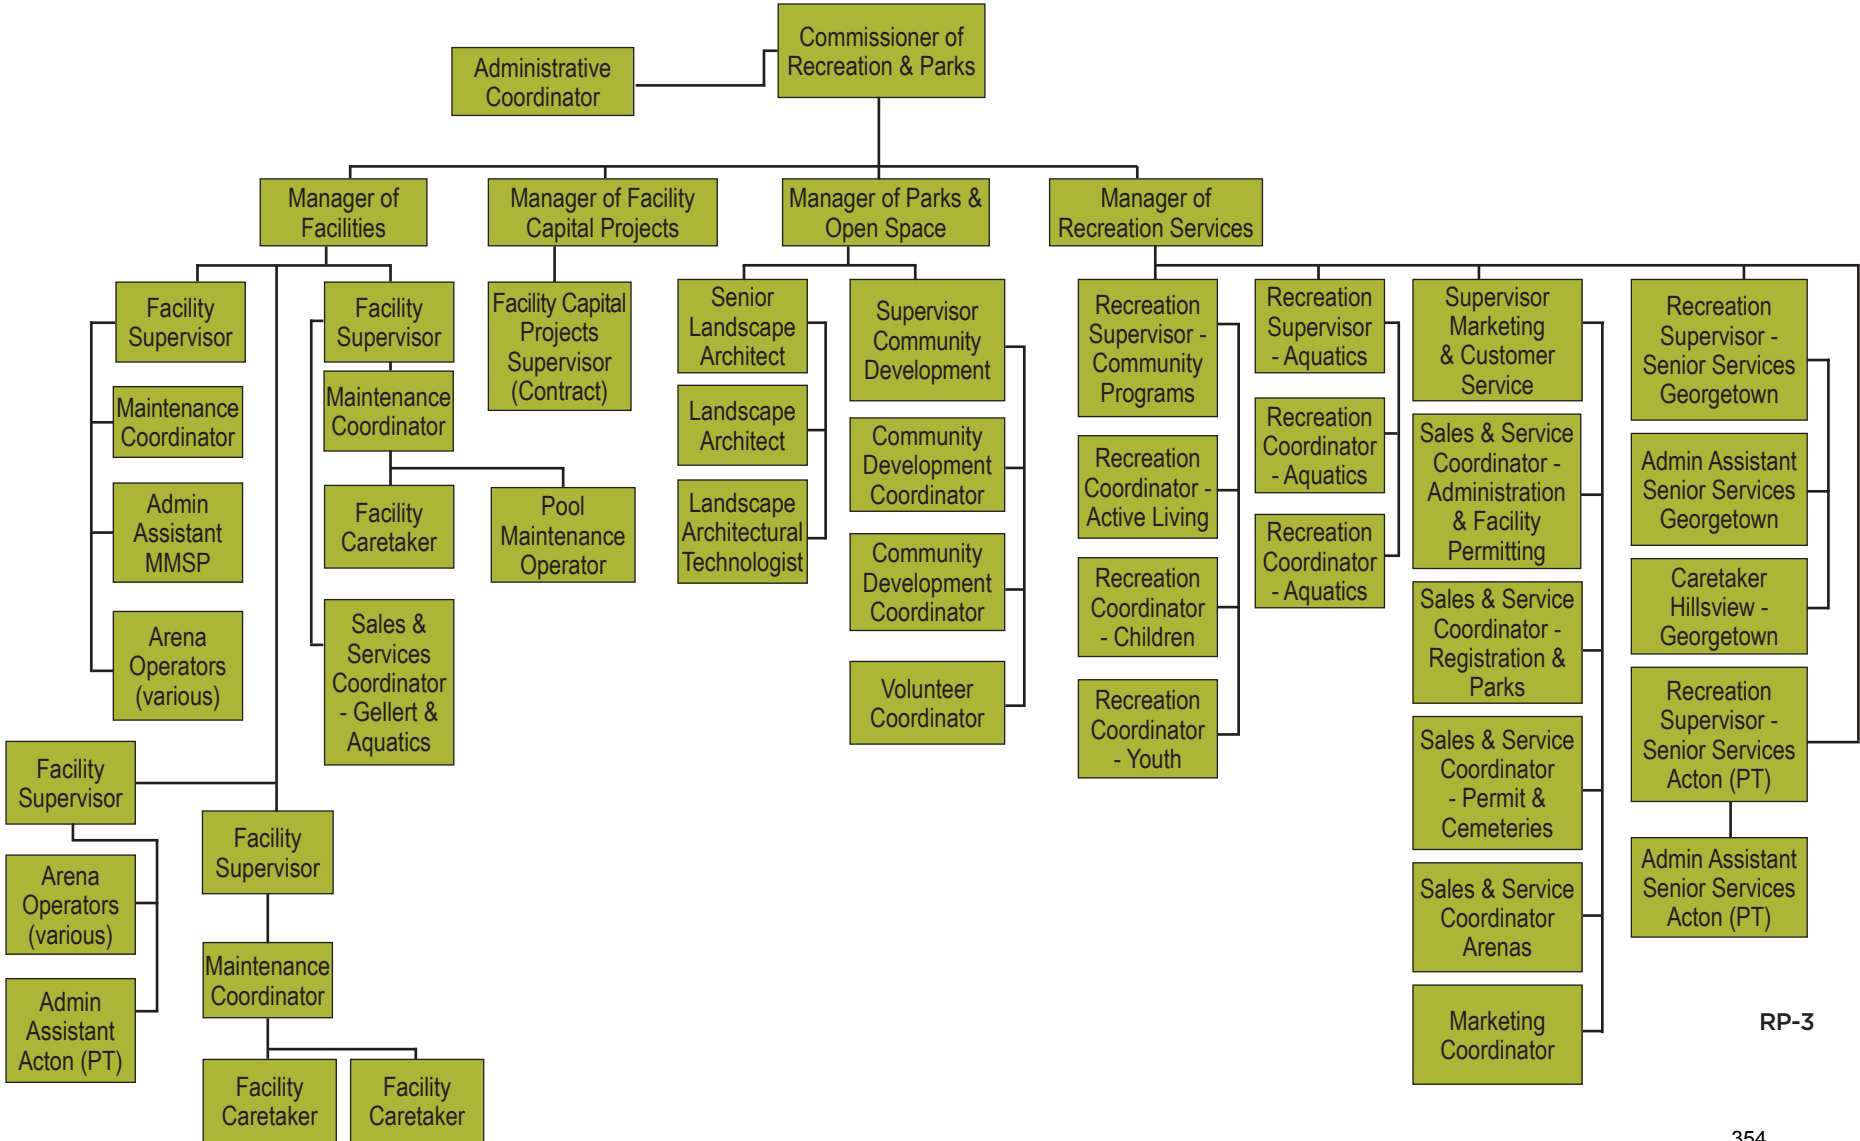 Commissioner of
Recreation & Parks
Administrative
Coordinator
Manager of
Facilities
Manager of Facility
Capital Projects
Manager of Parks &
Open Space
Manager of
Recreation Services
Facility
Supervisor
Maintenance
Coordinator
Admin
Assistant
MMSP
Arena
Operators
(various)
Facility
Supervisor
Maintenance
Coordinator
Facility
Caretaker
Pool
Maintenance
Operator
Sales &
Services
Coordinator
- Gellert &
Aquatics
Facility
Supervisor
Arena
Operators
(various)
Admin
Assistant
Acton (PT)
Facility
Supervisor
Maintenance
Coordinator
Facility
Caretaker
Facility
Caretaker
Facility Capital
Projects
Supervisor
(Contract)
Senior
Landscape
Architect
Landscape
Architect
Landscape
Architectural
Technologist
Supervisor
Community
Development
Community
Development
Coordinator
Community
Development
Coordinator
Volunteer
Coordinator
Recreation
Supervisor -
Community
Programs
Recreation
Coordinator -
Active Living
Recreation
Coordinator
- Children
Recreation
Coordinator
- Youth
Recreation
Supervisor
- Aquatics
Recreation
Coordinator
- Aquatics
Recreation
Coordinator
- Aquatics
Supervisor
Marketing
& Customer
Service
Sales & Service
Coordinator -
Administration
& Facility
Permitting
Sales & Service
Coordinator -
Registration &
Parks
Sales & Service
Coordinator
- Permit &
Cemeteries
Sales & Service
Coordinator
Arenas
Marketing
Coordinator
Recreation
Supervisor -
Senior Services
Georgetown
Admin Assistant
Senior Services
Georgetown
Caretaker
Hillsview -
Georgetown
Recreation
Supervisor -
Senior Services
Acton (PT)
Admin Assistant
Senior Services
Acton (PT)
RP-3
354